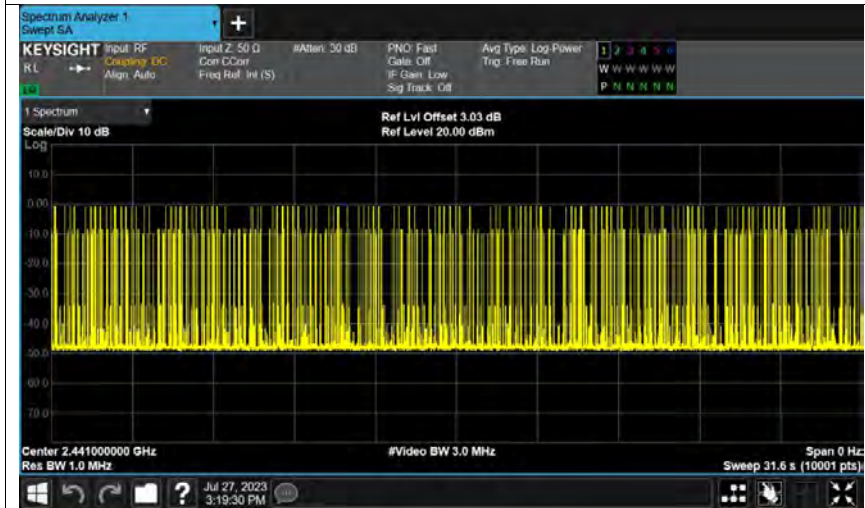 Spectrum Analyzer 1
Swept SA
+
KEYSIGHT Input: RF Input Z: 50 Ω #Atten: 30 dB PNO: Fast Avg Type: Log-Power 1 2 3 4 5 6
RL Coupling: DC Corr CCorr Gate: Off Trig: Free Run W W W W W W
Align: Auto Freq Ref: Int (S) IF Gain: Low P N N N N N
Sig Track: Off
1 Spectrum
Ref Lvl Offset 3.03 dB
Scale/Div 10 dB Ref Level 20.00 dBm
Log
10.0
0.00
-10.0
-20.0
-30.0
-40.0
-50.0
-60.0
-70.0
Center 2.441000000 GHz #Video BW 3.0 MHz Span 0 Hz
Res BW 1.0 MHz Sweep 31.6 s (10001 pts)
? Jul 27, 2023
3:19:30 PM